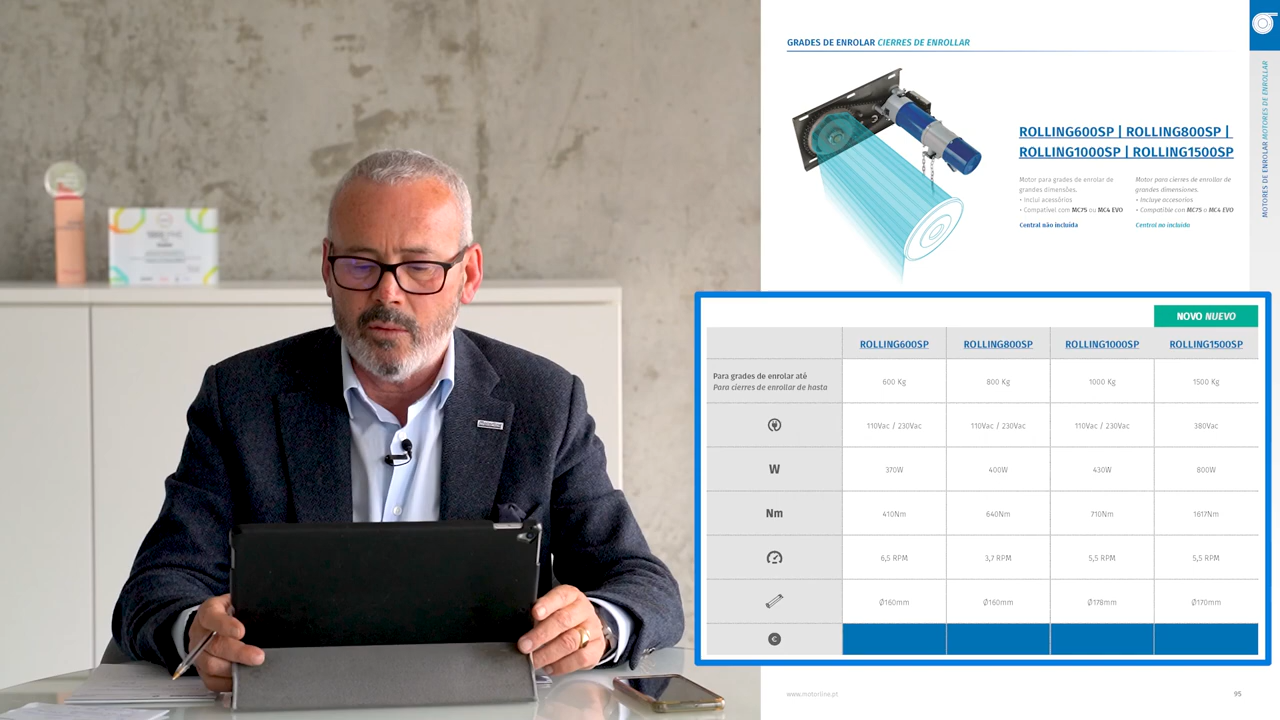 GRADES DE ENROLAR CIERRES DE ENROLLAR
MOTORES DE ENROLAR MOTORES DE ENROLLAR
ROLLING600SP | ROLLING800SP |
ROLLING1000SP | ROLLING1500SP
Motor para grades de enrolar de
grandes dimensões.
• Inclui acessórios
• Compatível com MC75 ou MC4 EVO
Central não incluída
Motor para cierres de enrollar de
grandes dimensiones.
• Incluye accesorios
• Compatible con MC75 o MC4 EVO
Central no incluida
NOVO NUEVO
ROLLING600SP ROLLING800SP ROLLING1000SP ROLLING1500SP
Para grades de enrolar até
Para cierres de enrollar de hasta
600 Kg 800 Kg 1000 Kg 1500 Kg
110Vac / 230Vac 110Vac / 230Vac 110Vac / 230Vac 380Vac
W 370W 400W 430W 800W
Nm 410Nm 640Nm 710Nm 1617Nm
6,5 RPM 3,7 RPM 5,5 RPM 5,5 RPM
Ø160mm Ø160mm Ø178mm Ø170mm
€
www.motorline.pt
95